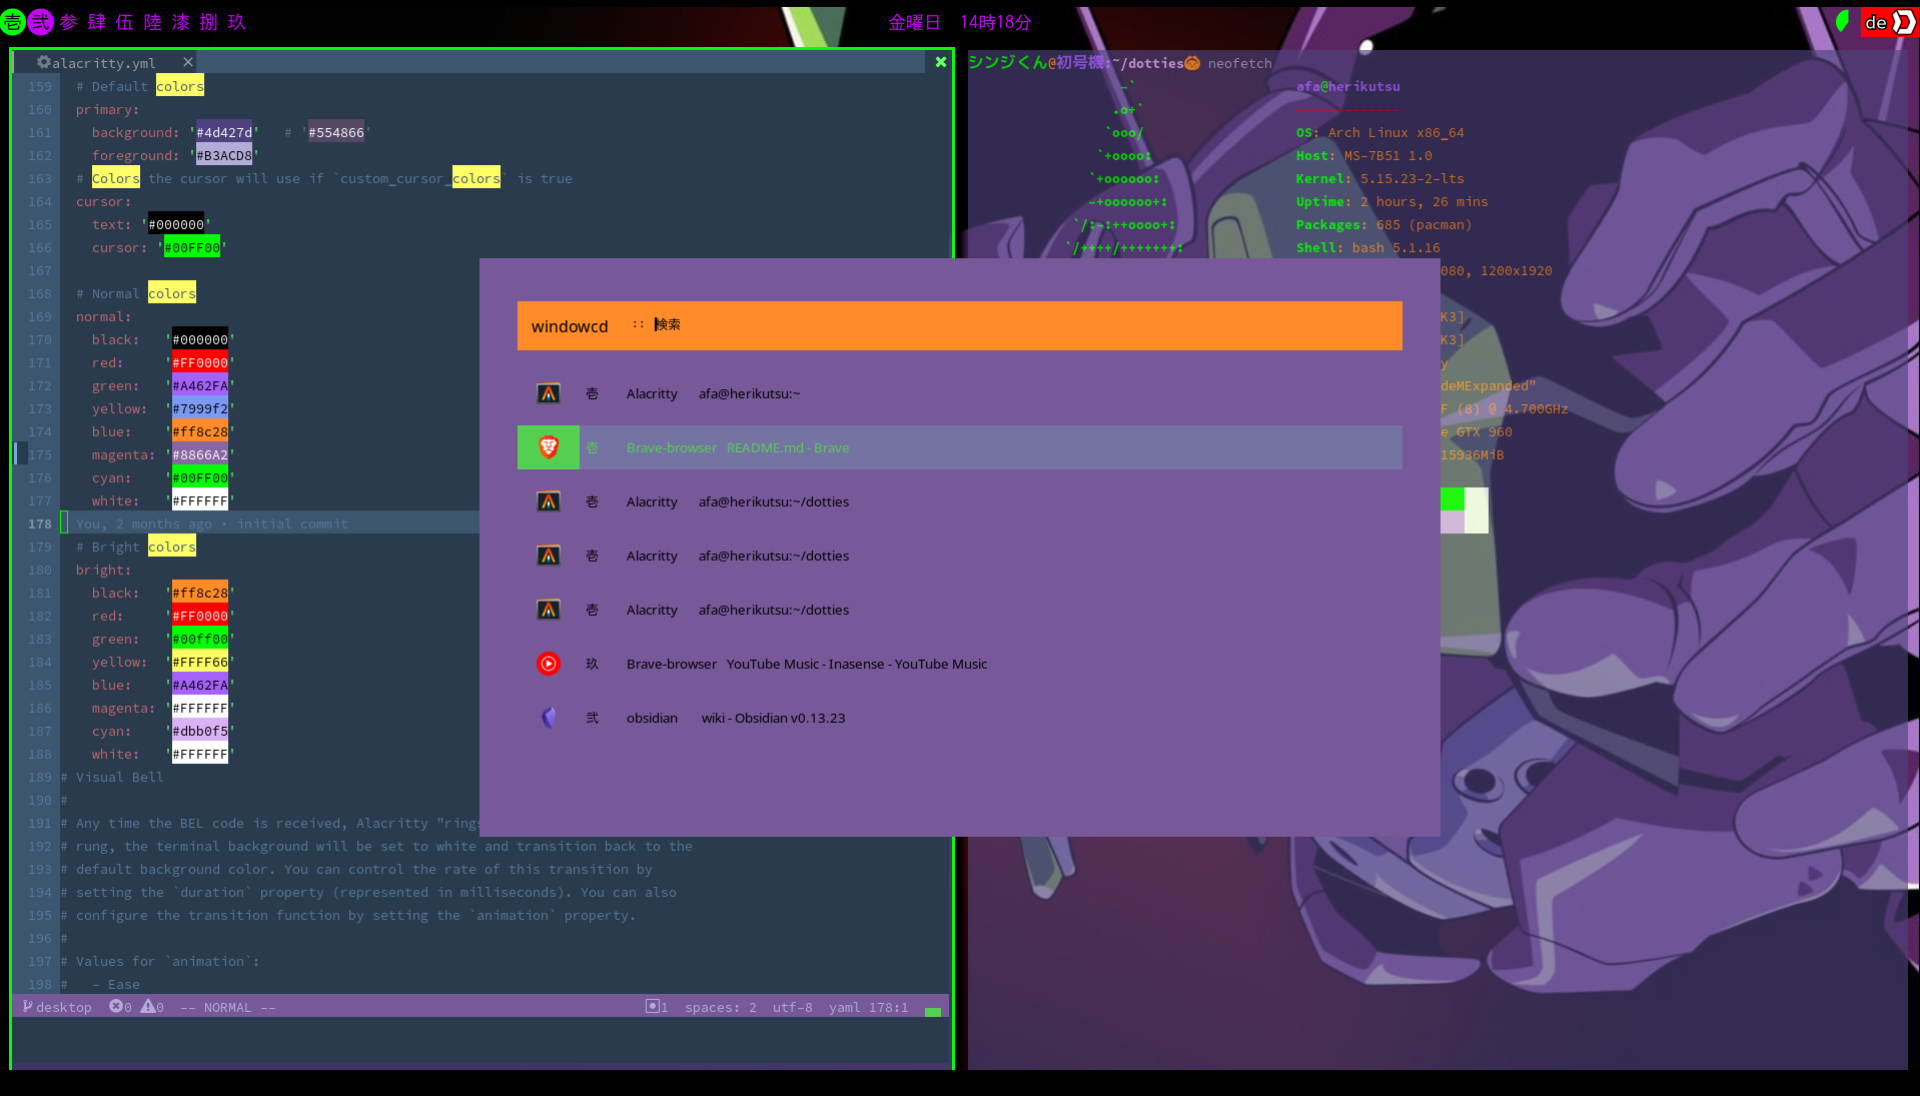 壱 弐 参 肆 伍 陸 漆 捌 玖
金曜日 14時18分
de
alacritty.yml
159 # Default colors
160 primary:
161 background: '#4d427d' # '#554866'
162 foreground: '#B3ACD8'
163 # Colors the cursor will use if `custom_cursor_colors` is true
164 cursor:
165 text: '#000000'
166 cursor: '#00FF00'
167
168 # Normal colors
169 normal:
170 black: '#000000'
171 red: '#FF0000'
172 green: '#A462FA'
173 yellow: '#7999f2'
174 blue: '#ff8c28'
175 magenta: '#8866A2'
176 cyan: '#00FF00'
177 white: '#FFFFFF'
178 You, 2 months ago • initial commit
179 # Bright colors
180 bright:
181 black: '#ff8c28'
182 red: '#FF0000'
183 green: '#00ff00'
184 yellow: '#FFFF66'
185 blue: '#A462FA'
186 magenta: '#FFFFFF'
187 cyan: '#dbb0f5'
188 white: '#FFFFFF'
189 # Visual Bell
190 #
191 # Any time the BEL code is received, Alacritty "rings
192 # rung, the terminal background will be set to white and transition back to the
193 # default background color. You can control the rate of this transition by
194 # setting the `duration` property (represented in milliseconds). You can also
195 # configure the transition function by setting the `animation` property.
196 #
197 # Values for `animation`:
198 # - Ease
desktop 0 0 -- NORMAL -- 1 spaces: 2 utf-8 yaml 178:1
シンジくん@初号機:~/dotties neofetch
-`
.o+`
`ooo/
`+oooo:
`+oooooo:
-+oooooo+:
`/:-:++oooo+:
`/++++/+++++++:
afa@herikutsu
-------------
OS: Arch Linux x86_64
Host: MS-7B51 1.0
Kernel: 5.15.23-2-lts
Uptime: 2 hours, 26 mins
Packages: 685 (pacman)
Shell: bash 5.1.16
080, 1200x1920
K3]
K3]
y
deMExpanded"
F (8) @ 4.700GHz
e GTX 960
15936MiB
windowcd :: 検索
壱 Alacritty afa@herikutsu:~
壱 Brave-browser README.md - Brave
壱 Alacritty afa@herikutsu:~/dotties
壱 Alacritty afa@herikutsu:~/dotties
壱 Alacritty afa@herikutsu:~/dotties
玖 Brave-browser YouTube Music - Inasense - YouTube Music
弐 obsidian wiki - Obsidian v0.13.23